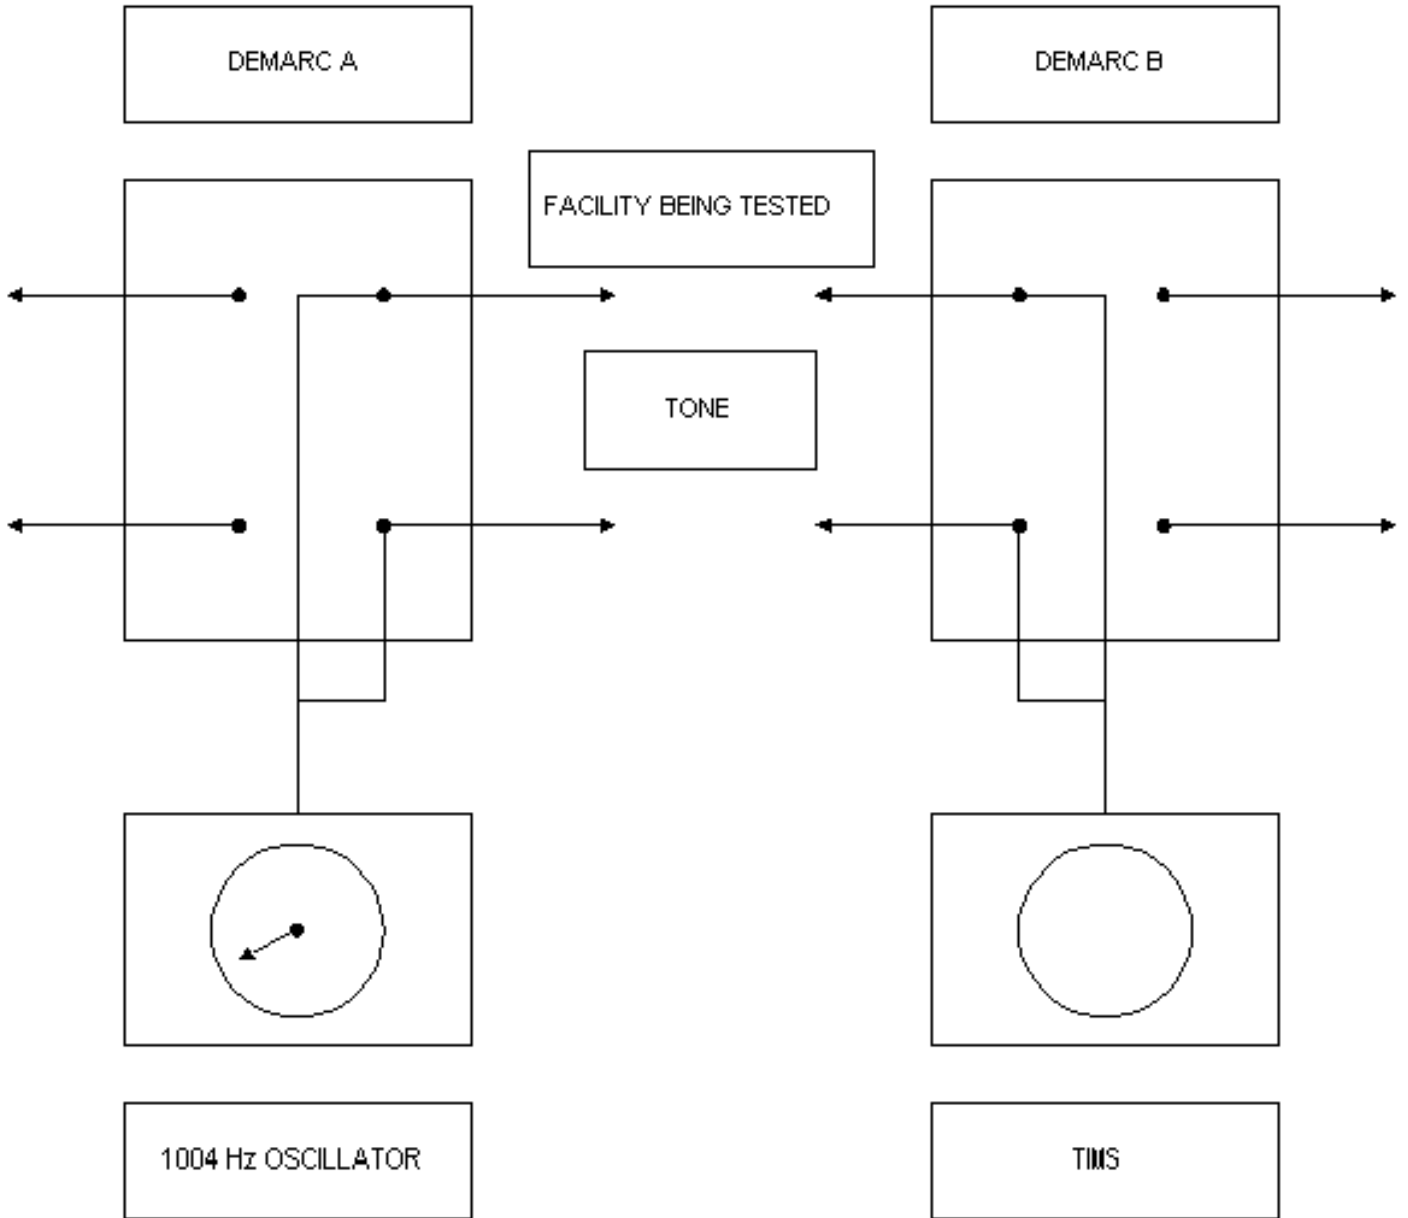 DEMARC A
DEMARC B
FACILITY BEING TESTED
TONE
1004 Hz OSCILLATOR
TIMS